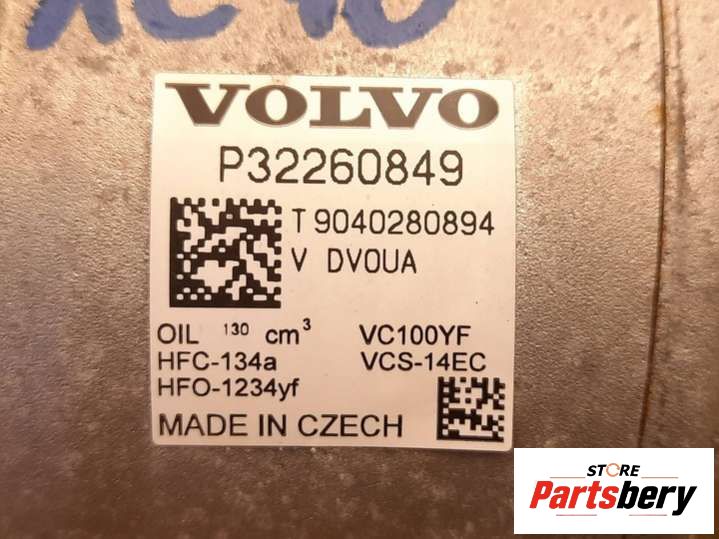 XC40
VOLVO
P32260849
T 9040280894
V DV0UA
OIL 130 cm³ VC100YF
HFC-134a VCS-14EC
HFO-1234yf
MADE IN CZECH
STORE
Partsbery